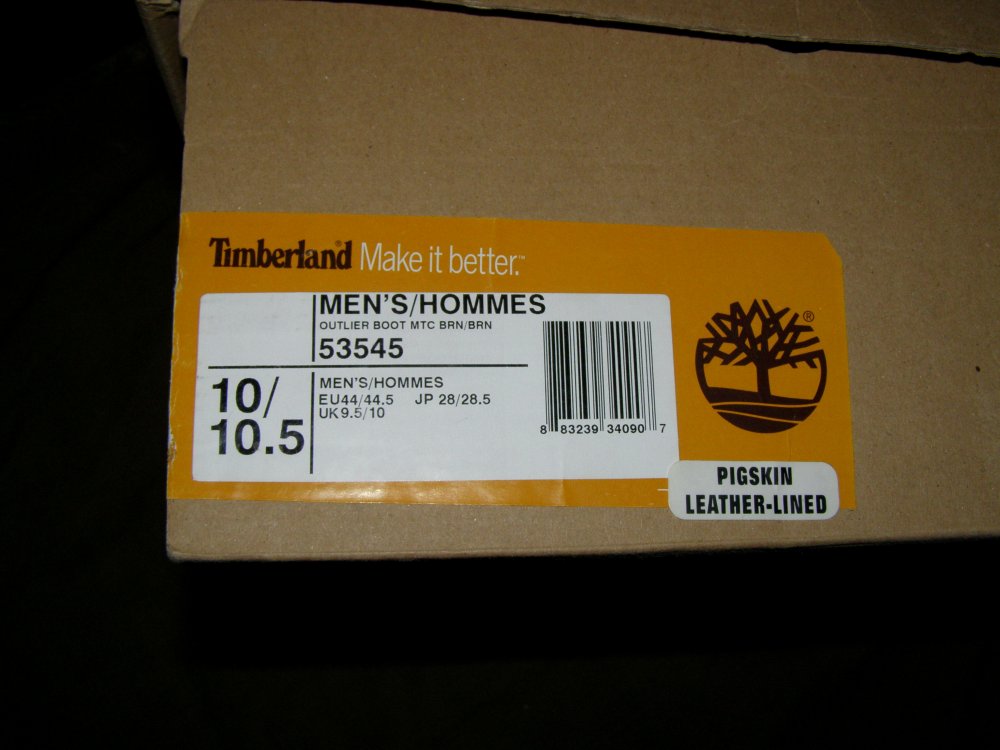 Timberland® Make it better.™
MEN'S/HOMMES
OUTLIER BOOT MTC BRN/BRN
53545
10/
10.5
MEN'S/HOMMES
EU44/44.5 JP 28/28.5
UK9.5/10
8 83239 34090 7
®
PIGSKIN
LEATHER-LINED